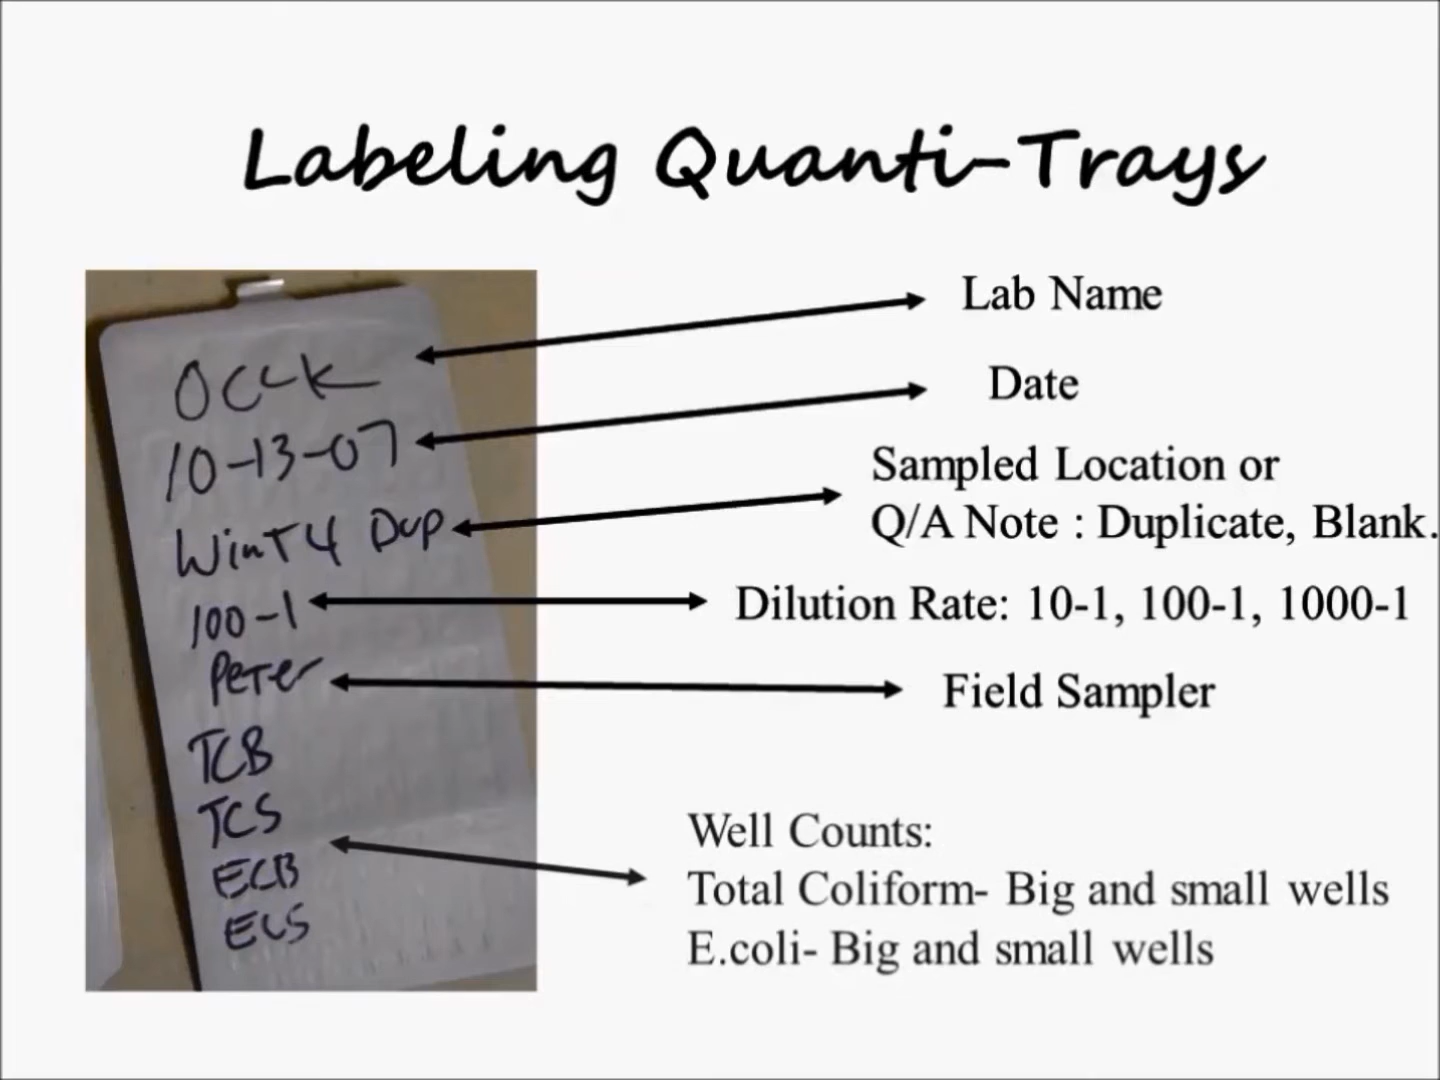 Labeling Quanti-Trays
OCCK
10-13-07
WinT4 Dup
100-1
Peter
TCB
TCS
ECB
ECS
Lab Name
Date
Sampled Location or
Q/A Note : Duplicate, Blank.
Dilution Rate: 10-1, 100-1, 1000-1
Field Sampler
Well Counts:
Total Coliform- Big and small wells
E.coli- Big and small wells